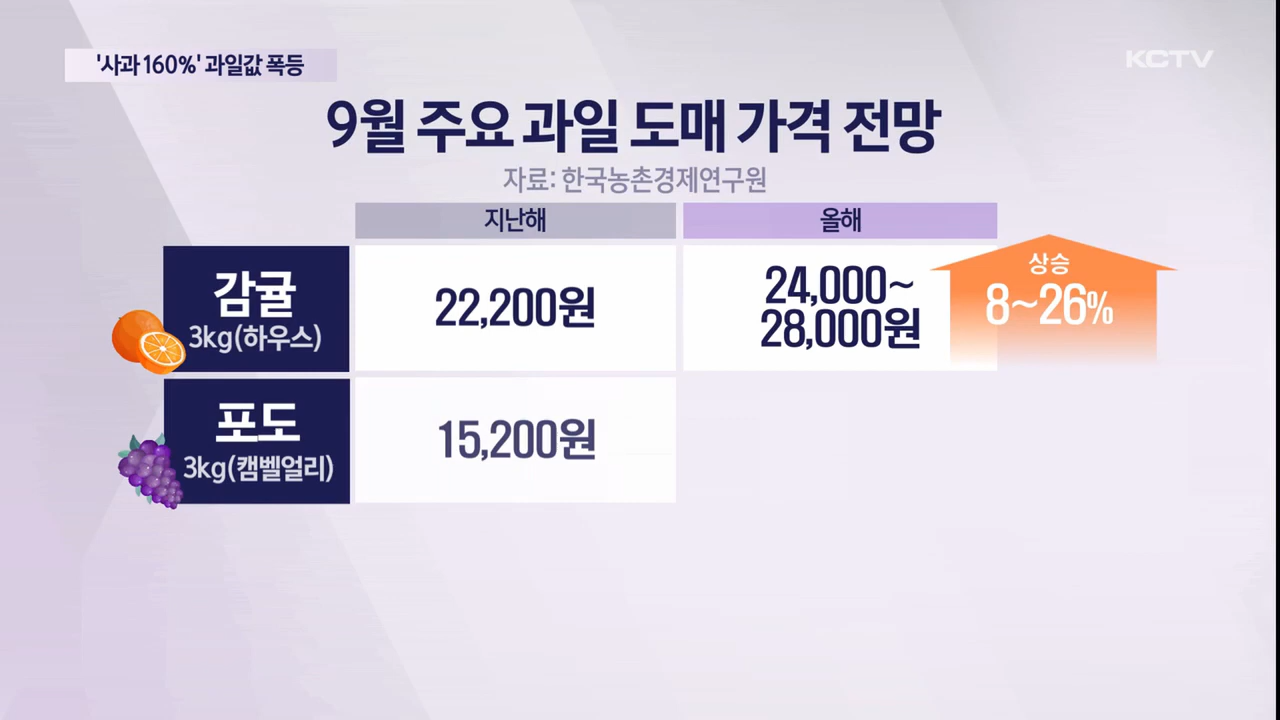 '사과 160%' 과일값 폭등
KCTV
9월 주요 과일 도매 가격 전망
자료: 한국농촌경제연구원
지난해 올해
감귤
3kg(하우스)
22,200원
24,000~
28,000원
상승
8~26%
포도
3kg(캠벨얼리)
15,200원